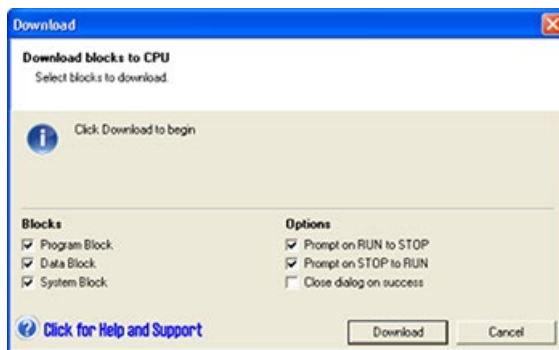 Download
Download blocks to CPU
Select blocks to download.
Click Download to begin
Blocks
Program Block
Data Block
System Block
Options
Prompt on RUN to STOP
Prompt on STOP to RUN
Close dialog on success
Click for Help and Support
Download
Cancel